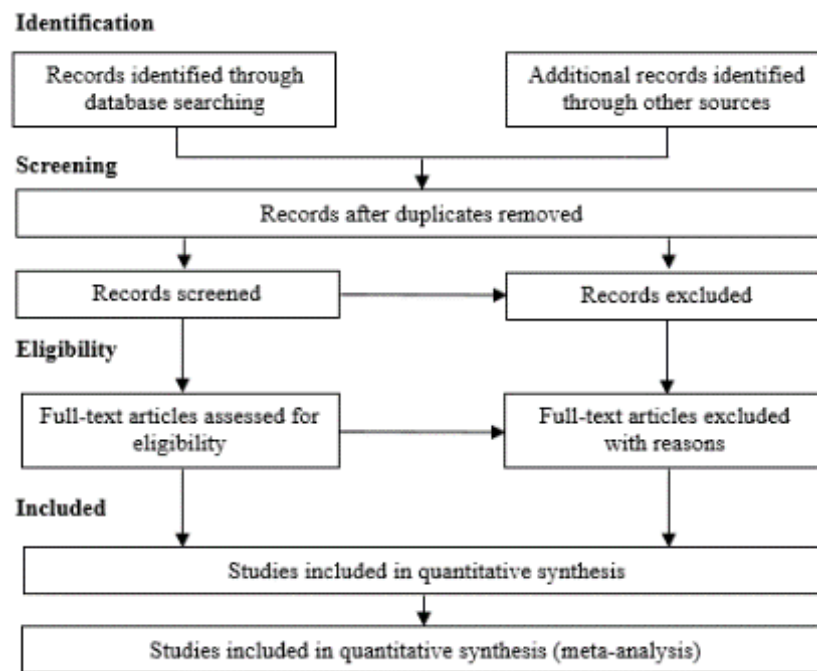 Identification
Records identified through
database searching
Additional records identified
through other sources
Screening
Records after duplicates removed
Records screened
Records excluded
Eligibility
Full-text articles assessed for
eligibility
Full-text articles excluded
with reasons
Included
Studies included in quantitative synthesis
Studies included in quantitative synthesis (meta-analysis)